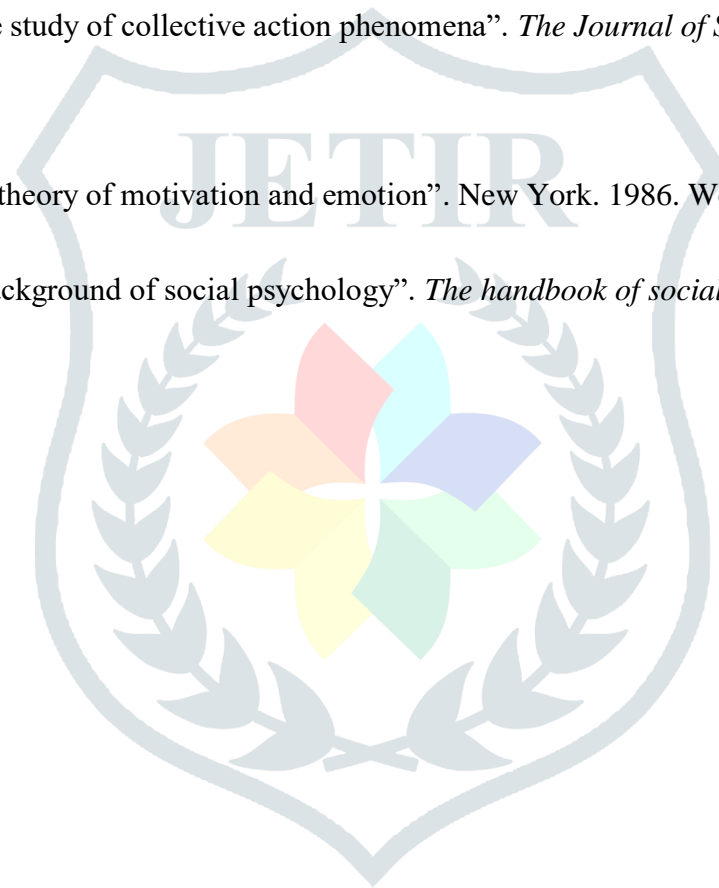 study of collective action phenomena”. The Journal of
JETIR
theory of motivation and emotion”. New York. 1986.
background of social psychology”. The handbook of social